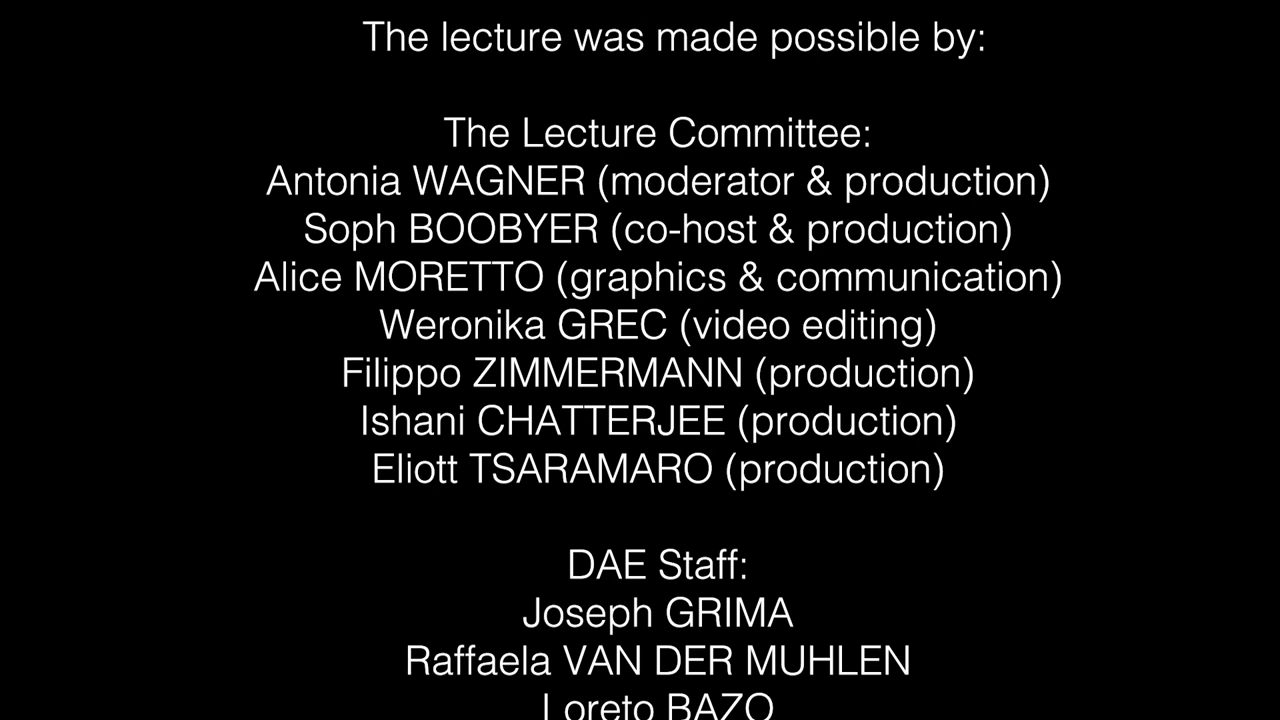 The lecture was made possible by:
The Lecture Committee:
Antonia WAGNER (moderator & production)
Soph BOOBYER (co-host & production)
Alice MORETTO (graphics & communication)
Weronika GREC (video editing)
Filippo ZIMMERMANN (production)
Ishani CHATTERJEE (production)
Eliott TSARAMARO (production)
DAE Staff:
Joseph GRIMA
Raffaela VAN DER MUHLEN
Loreto BAZO